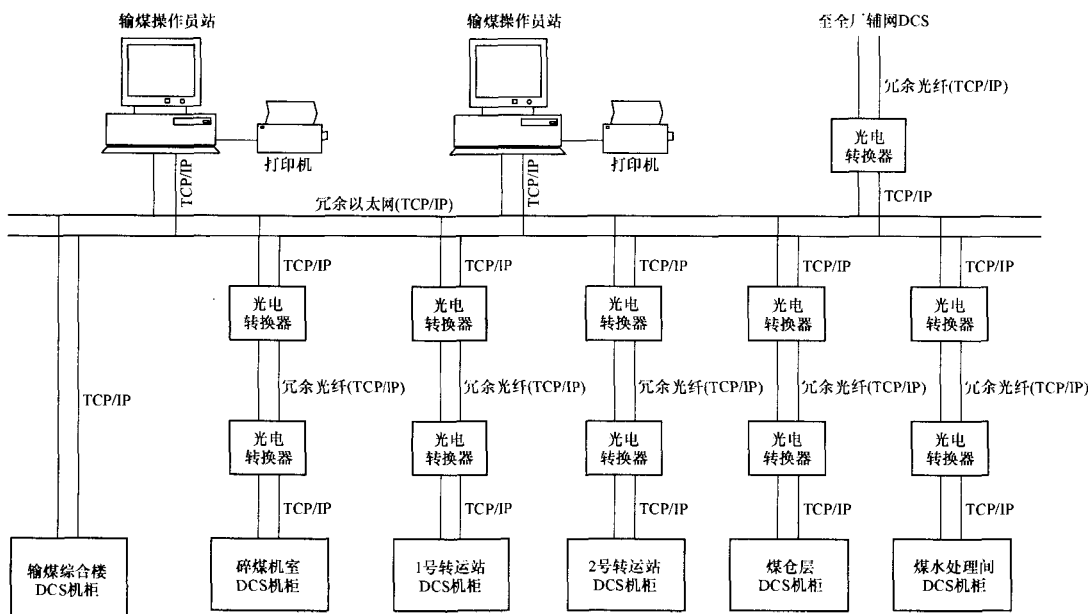 输煤操作员站
输煤操作员站
至全厂辅网DCS
冗余光纤(TCP/IP)
光电
转换器
打印机
打印机
TCP/IP
TCP/IP
TCP/IP
冗余以太网(TCP/IP)
TCP/IP
TCP/IP
TCP/IP
TCP/IP
TCP/IP
光电
转换器
光电
转换器
光电
转换器
光电
转换器
光电
转换器
TCP/IP
冗余光纤(TCP/IP)
冗余光纤(TCP/IP)
冗余光纤(TCP/IP)
冗余光纤(TCP/IP)
冗余光纤(TCP/IP)
光电
转换器
光电
转换器
光电
转换器
光电
转换器
光电
转换器
TCP/IP
TCP/IP
TCP/IP
TCP/IP
TCP/IP
输煤综合楼
DCS机柜
碎煤机室
DCS机柜
1号转运站
DCS机柜
2号转运站
DCS机柜
煤仓层
DCS机柜
煤水处理间
DCS机柜